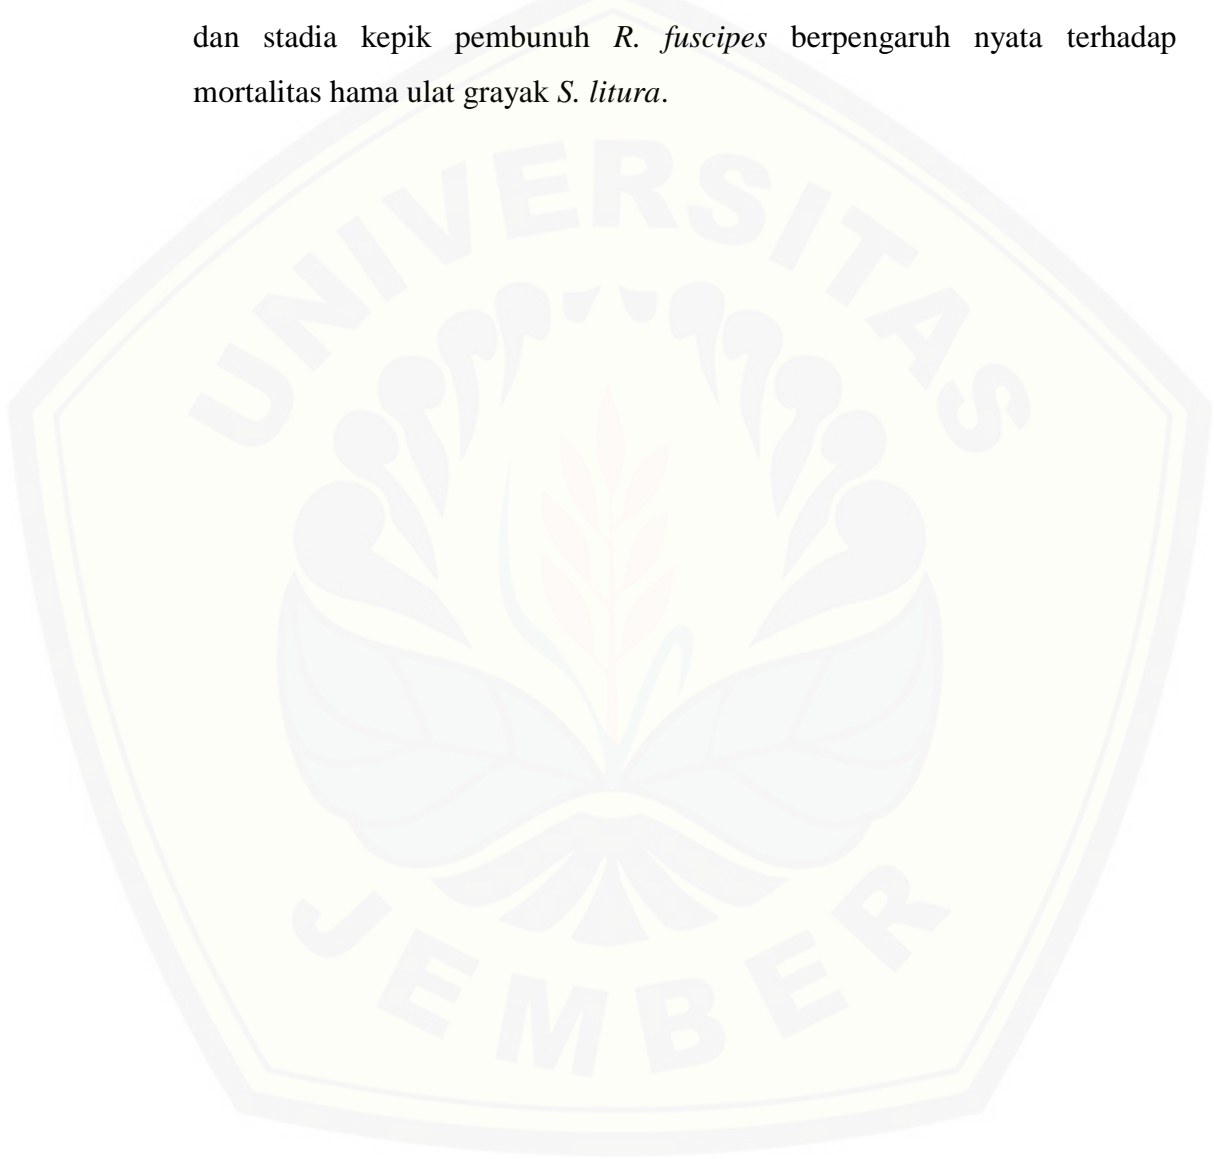 dan stadia kepik pembunuh R. fuscipes berpengaruh nyata terhadap
mortalitas hama ulat grayak S. litura.
UNIVERSITAS
JEMBER